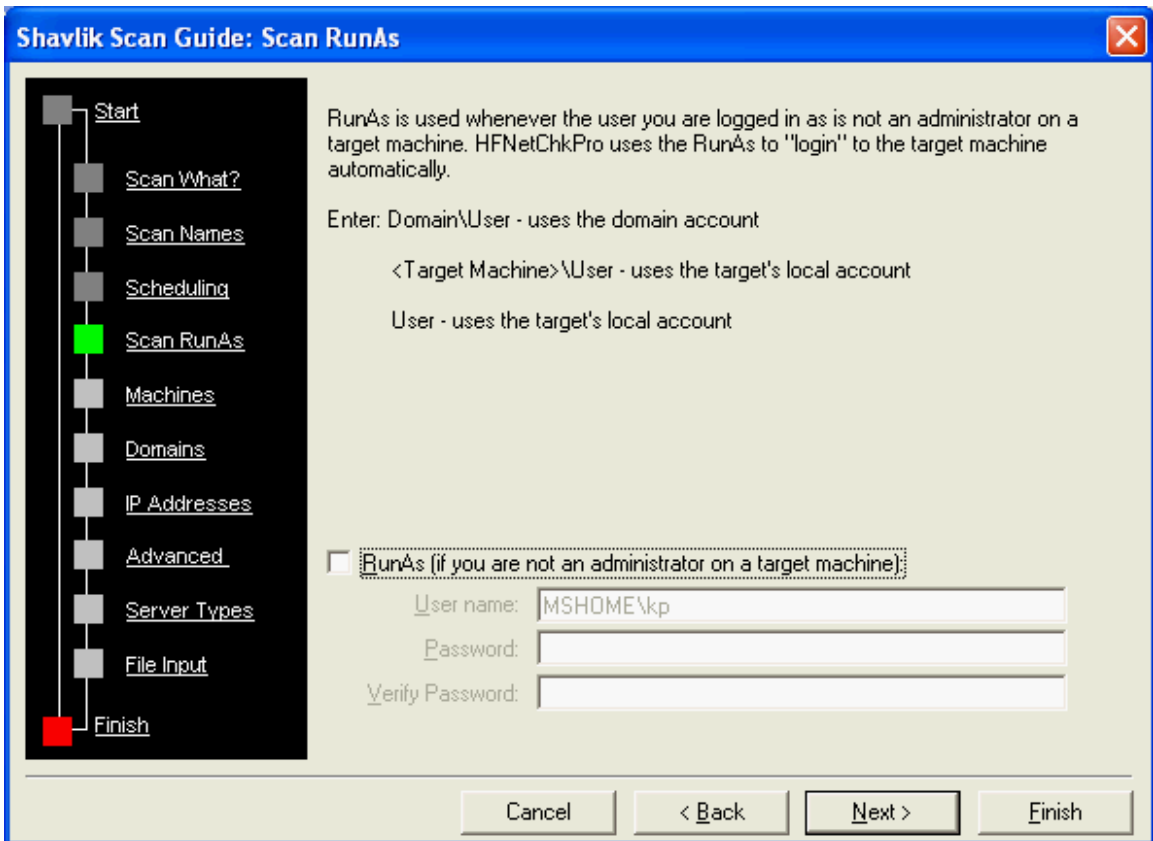 Shavlik Scan Guide: Scan RunAs
Start
Scan What?
Scan Names
Scheduling
Scan RunAs
Machines
Domains
IP Addresses
Advanced
Server Types
File Input
Finish
RunAs is used whenever the user you are logged in as is not an administrator on a
target machine. HFNetChkPro uses the RunAs to "login" to the target machine
automatically.
Enter: Domain\User - uses the domain account
<Target Machine>\User - uses the target's local account
User - uses the target's local account
RunAs (if you are not an administrator on a target machine):
User name: MSHOME\kp
Password:
Verify Password:
Cancel < Back Next > Finish